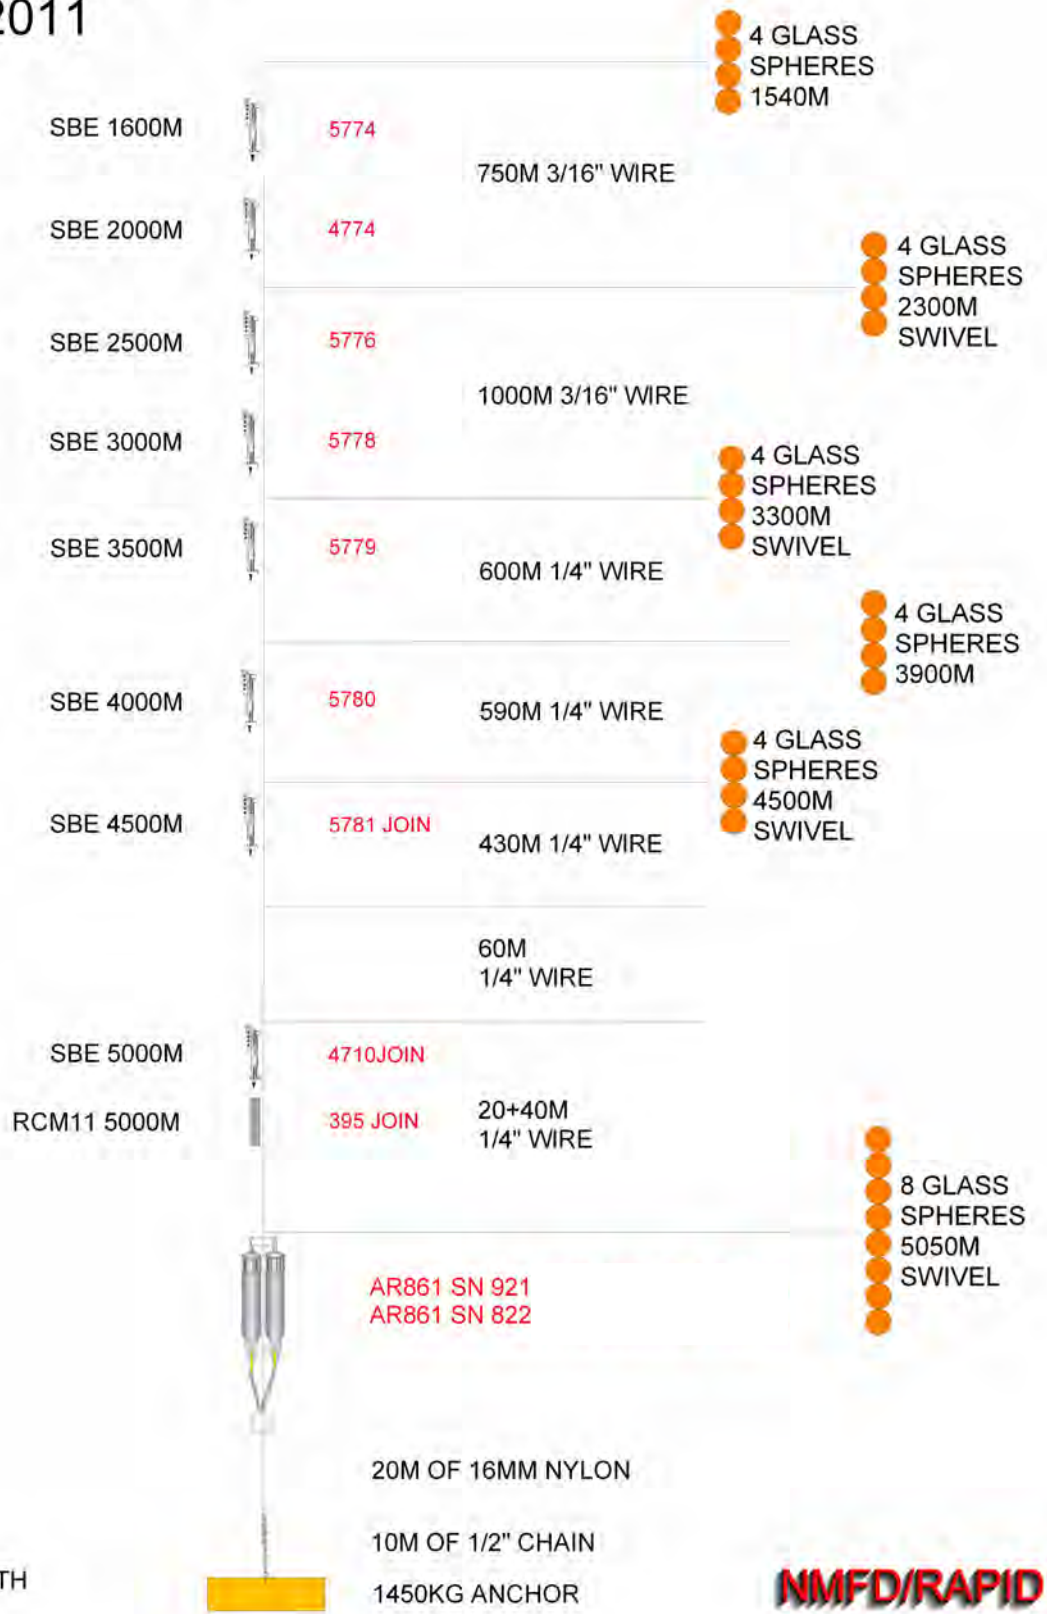 2011
4 GLASS
SPHERES
1540M
SBE 1600M
5774
750M 3/16" WIRE
SBE 2000M
4774
4 GLASS
SPHERES
2300M
SWIVEL
SBE 2500M
5776
1000M 3/16" WIRE
SBE 3000M
5778
4 GLASS
SPHERES
3300M
SWIVEL
SBE 3500M
5779
600M 1/4" WIRE
4 GLASS
SPHERES
3900M
SBE 4000M
5780
590M 1/4" WIRE
4 GLASS
SPHERES
4500M
SWIVEL
SBE 4500M
5781 JOIN
430M 1/4" WIRE
60M
1/4" WIRE
SBE 5000M
4710JOIN
RCM11 5000M
395 JOIN
20+40M
1/4" WIRE
8 GLASS
SPHERES
5050M
SWIVEL
AR861 SN 921
AR861 SN 822
20M OF 16MM NYLON
10M OF 1/2" CHAIN
TH
1450KG ANCHOR
NMFD/RAPID